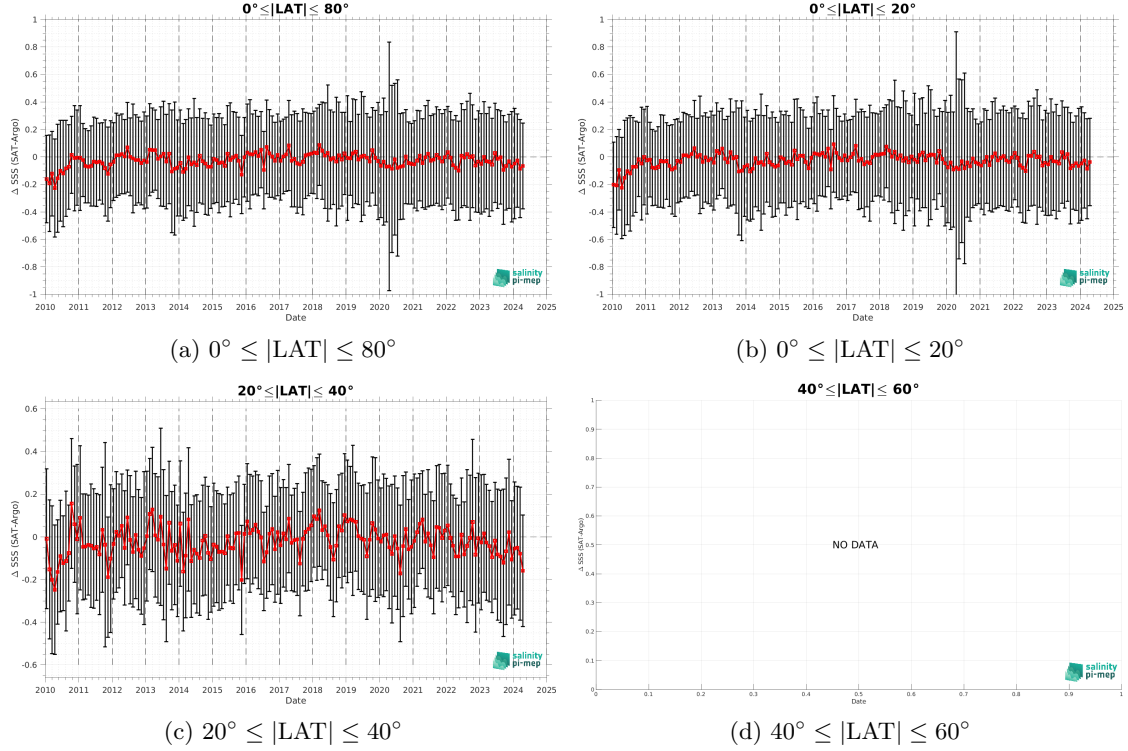 0°≤|LAT|≤ 80°
1
0.8
0.6
0.4
0.2
0
-0.2
-0.4
-0.6
-0.8
-1
Δ SSS (SAT-Argo)
2010 2011 2012 2013 2014 2015 2016 2017 2018 2019 2020 2021 2022 2023 2024 2025
Date
salinity
pi-mep
(a) 0° ≤ |LAT| ≤ 80°
0°≤|LAT|≤ 20°
1
0.8
0.6
0.4
0.2
0
-0.2
-0.4
-0.6
-0.8
-1
Δ SSS (SAT-Argo)
2010 2011 2012 2013 2014 2015 2016 2017 2018 2019 2020 2021 2022 2023 2024 2025
Date
salinity
pi-mep
(b) 0° ≤ |LAT| ≤ 20°
20°≤|LAT|≤ 40°
0.6
0.4
0.2
0
-0.2
-0.4
-0.6
Δ SSS (SAT-Argo)
2010 2011 2012 2013 2014 2015 2016 2017 2018 2019 2020 2021 2022 2023 2024 2025
Date
salinity
pi-mep
(c) 20° ≤ |LAT| ≤ 40°
40°≤|LAT|≤ 60°
1
0.9
0.8
0.7
0.6
0.5
0.4
0.3
0.2
0.1
0
Δ SSS (SAT-Argo)
NO DATA
0 0.1 0.2 0.3 0.4 0.5 0.6 0.7 0.8 0.9 1
Date
salinity
pi-mep
(d) 40° ≤ |LAT| ≤ 60°